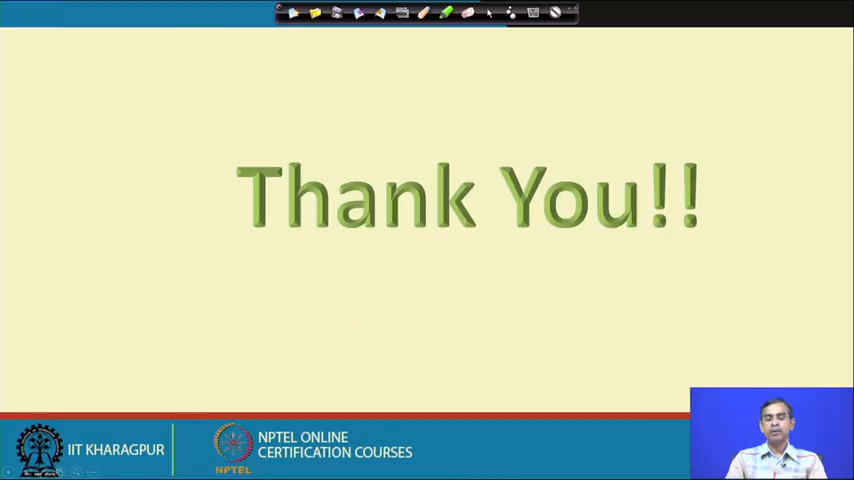 Thank You!!
IIT KHARAGPUR
NPTEL
NPTEL ONLINE
CERTIFICATION COURSES